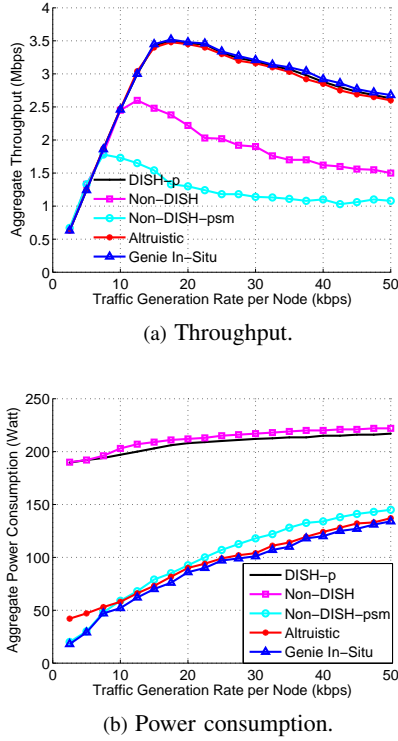 4
3.5
3
2.5
2
1.5
1
0.5
0
Aggregate Throughput (Mbps)
DISH-p
Non-DISH
Non-DISH-psm
Altruistic
Genie In-Situ
0 10 20 30 40 50
Traffic Generation Rate per Node (kbps)
(a) Throughput.
250
200
150
100
50
0
Aggregate Power Consumption (Watt)
DISH-p
Non-DISH
Non-DISH-psm
Altruistic
Genie In-Situ
0 10 20 30 40 50
Traffic Generation Rate per Node (kbps)
(b) Power consumption.